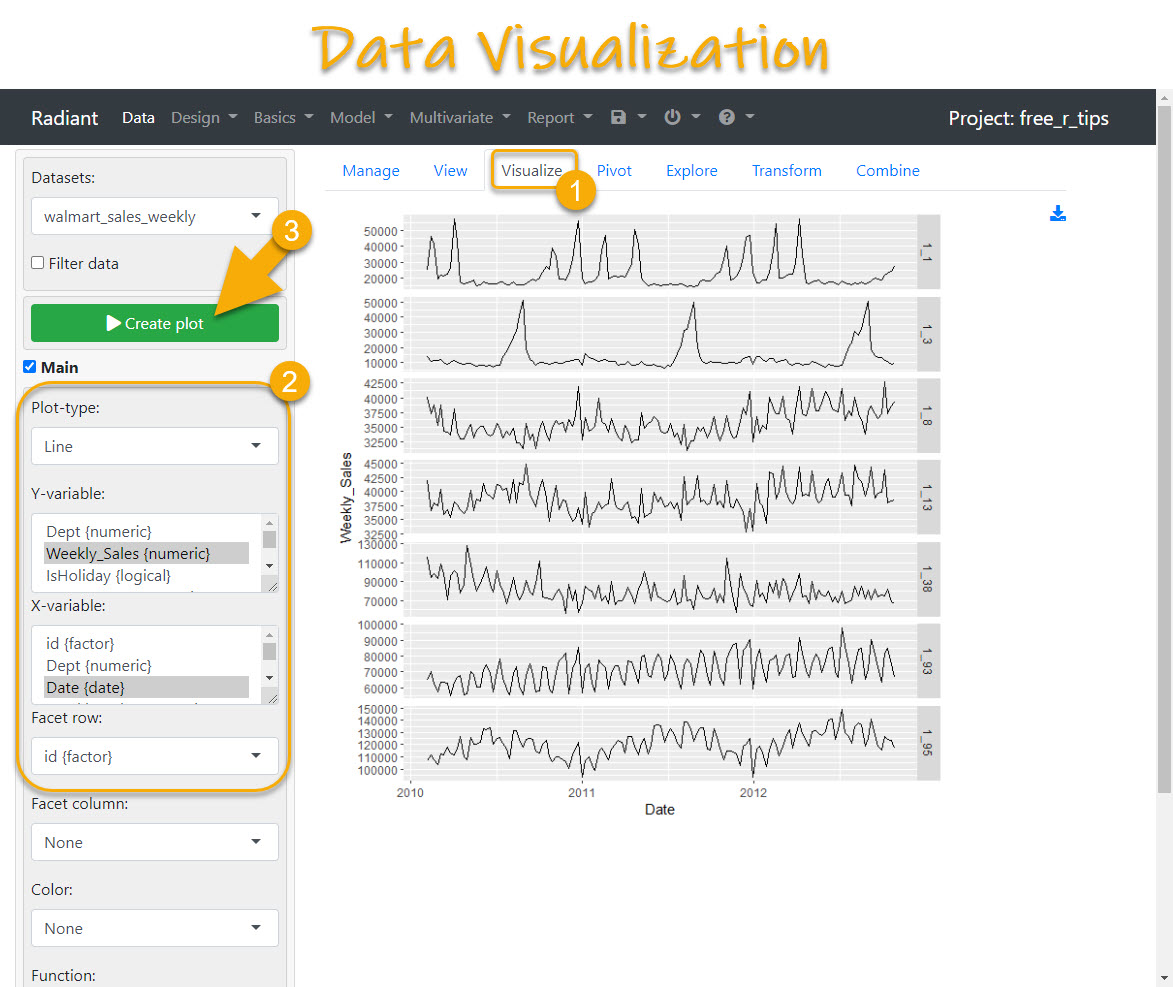 Data Visualization
Radiant Data Design Basics Model Multivariate Report Project: free_r_tips
Datasets:
walmart_sales_weekly
Filter data
3
Create plot
Main
2
Plot-type:
Line
Y-variable:
Dept {numeric}
Weekly_Sales {numeric}
IsHoliday {logical}
X-variable:
id {factor}
Dept {numeric}
Date {date}
Facet row:
id {factor}
Facet column:
None
Color:
None
Function:
Manage View Visualize Pivot Explore Transform Combine
1
Weekly_Sales
50000
40000
30000
20000
1_1
50000
40000
30000
20000
10000
1_3
42500
40000
37500
35000
32500
1_8
45000
42500
40000
37500
35000
32500
1_13
130000
110000
90000
70000
1_38
100000
90000
80000
70000
60000
1_93
150000
140000
130000
120000
110000
100000
1_95
2010 2011 2012
Date